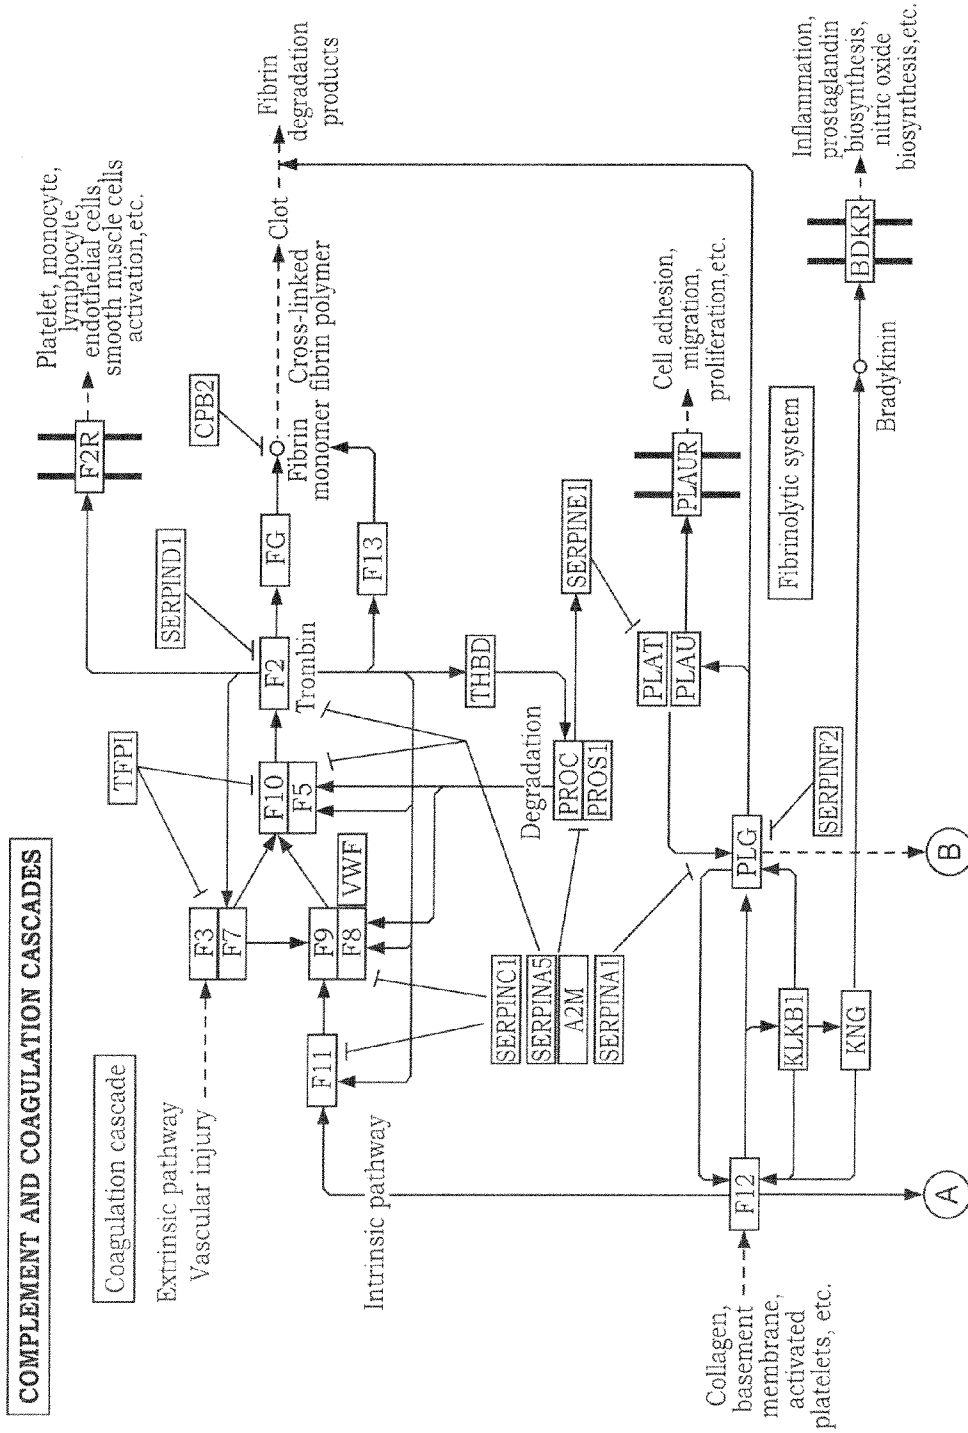 COMPLEMENT AND COAGULATION CASCADES
Coagulation cascade
Extrinsic pathway
Vascular injury
F3
F7
TFPI
SERPIND1
F2R
Platelet, monocyte,
lymphocyte
endothelial cells,
smooth muscle cells
activation,etc.
F9
F8
VWF
F10
F5
F2
Trombin
FG
CPB2
Fibrin
monomer
Cross-linked
fibrin polymer
Clot
Fibrin
degradation
products
F13
F11
Intrinsic pathway
SERPINC1
SERPINA5
A2M
SERPINA1
Degradation
PROC
PROS1
THBD
SERPINE1
PLAT
PLAU
PLAUR
Cell adhesion,
migration,
proliferation,etc.
Collagen,
basement
membrane,
activated
platelets, etc.
F12
PLG
SERPINF2
Fibrinolytic system
KLKB1
KNG
Bradykinin
BDKR
Inflammation,
prostaglandin
biosynthesis,
nitric oxide
biosynthesis,etc.
A
B